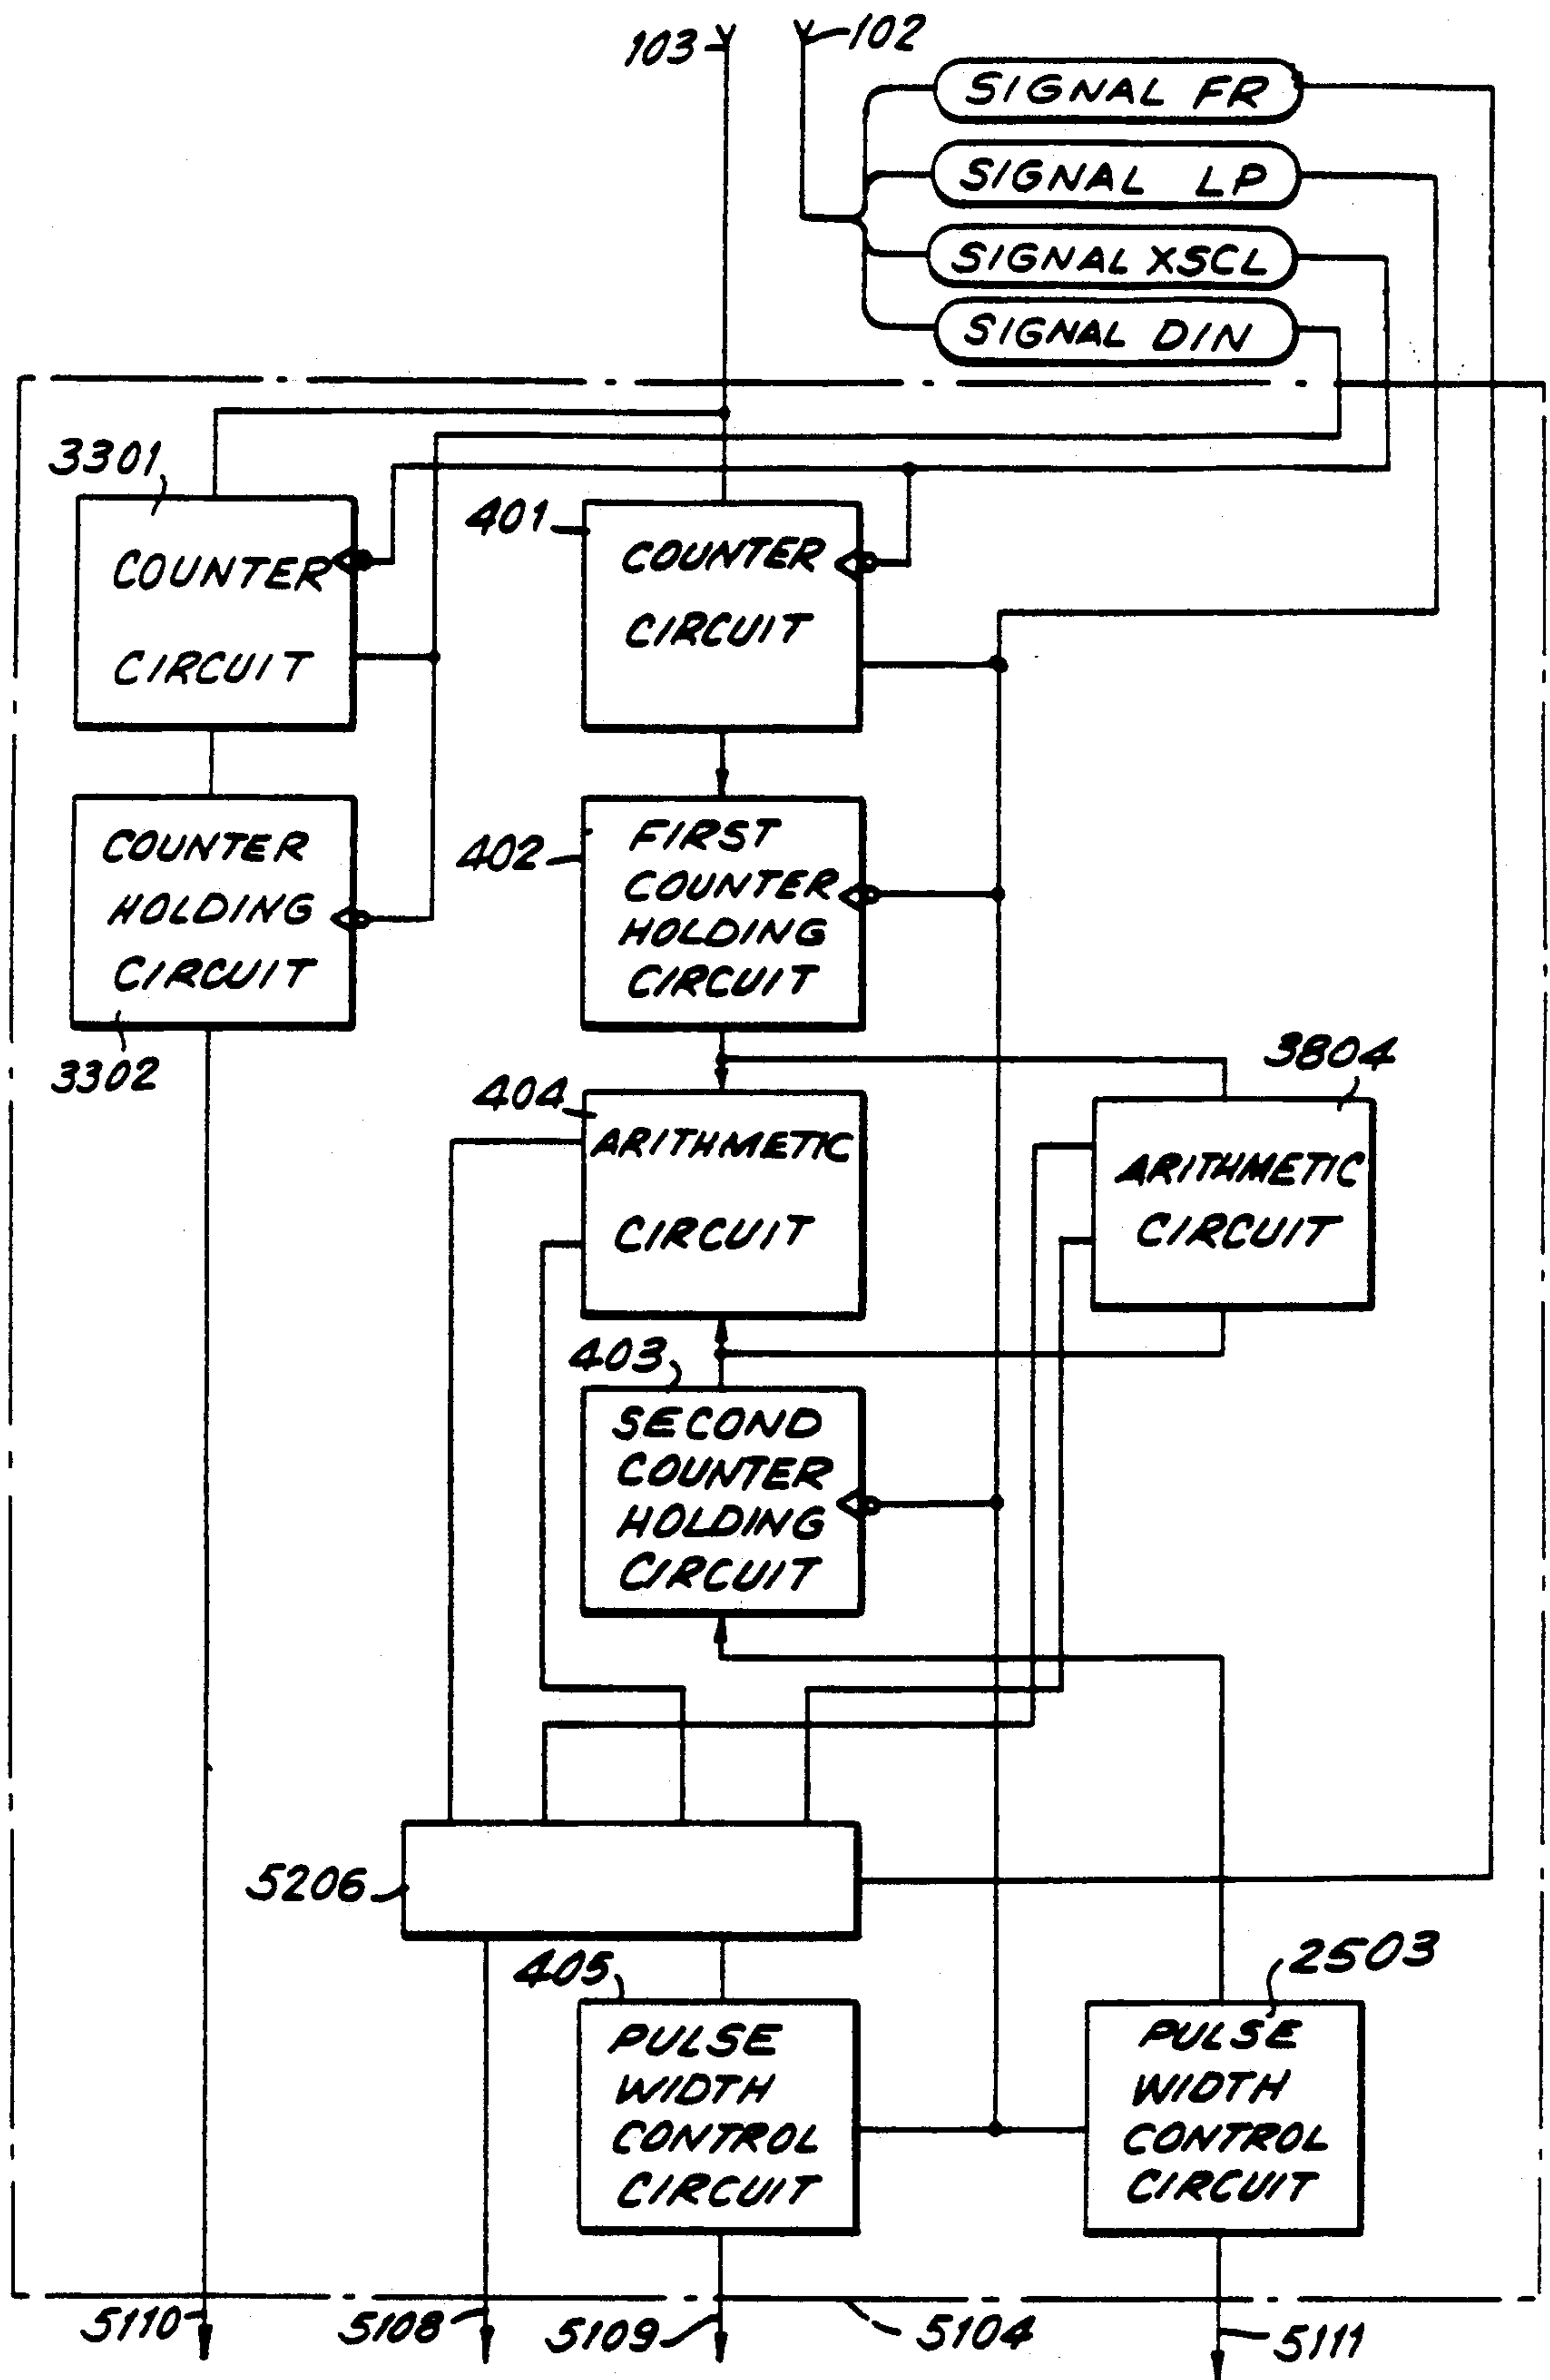 103
102
SIGNAL FR
SIGNAL LP
SIGNAL XSCL
SIGNAL DIN
3301
COUNTER
CIRCUIT
401
COUNTER
CIRCUIT
COUNTER
HOLDING
CIRCUIT
3302
402
FIRST
COUNTER
HOLDING
CIRCUIT
404
ARITHMETIC
CIRCUIT
3804
ARITHMETIC
CIRCUIT
403
SECOND
COUNTER
HOLDING
CIRCUIT
5206
405
PULSE
WIDTH
CONTROL
CIRCUIT
2503
PULSE
WIDTH
CONTROL
CIRCUIT
5110
5108
5109
5104
5111